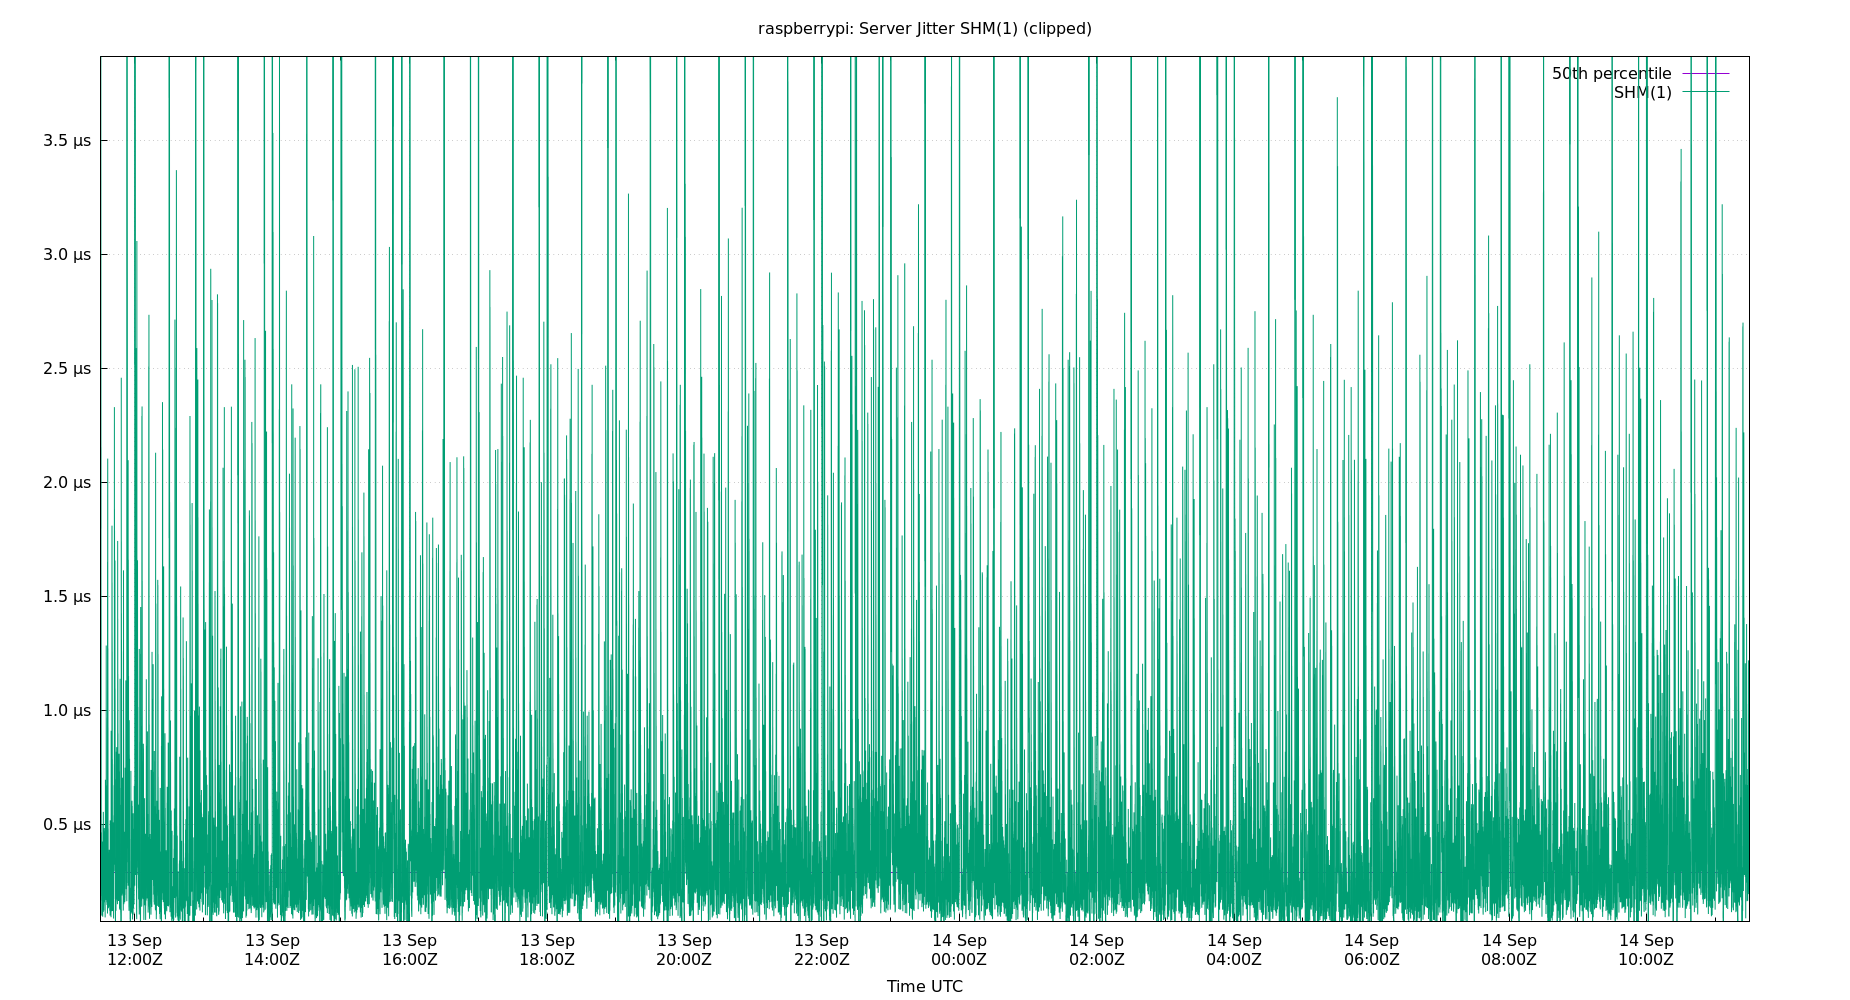 raspberrypi: Server Jitter SHM(1) (clipped)
50th percentile
SHM(1)
3.5 µs
3.0 µs
2.5 µs
2.0 µs
1.5 µs
1.0 µs
0.5 µs
13 Sep 13 Sep 13 Sep 13 Sep 13 Sep 13 Sep 14 Sep 14 Sep 14 Sep 14 Sep 14 Sep 14 Sep
12:00Z 14:00Z 16:00Z 18:00Z 20:00Z 22:00Z 00:00Z 02:00Z 04:00Z 06:00Z 08:00Z 10:00Z
Time UTC